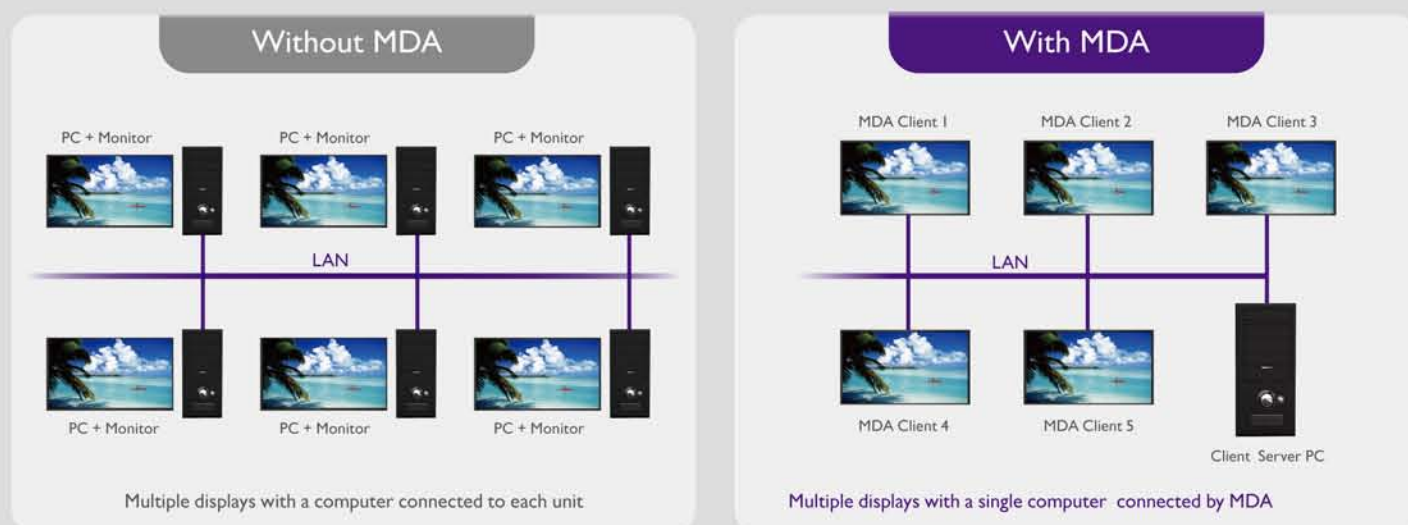 Without MDA
PC + Monitor
PC + Monitor
PC + Monitor
LAN
PC + Monitor
PC + Monitor
PC + Monitor
Multiple displays with a computer connected to each unit
With MDA
MDA Client 1
MDA Client 2
MDA Client 3
LAN
MDA Client 4
MDA Client 5
Client Server PC
Multiple displays with a single computer connected by MDA